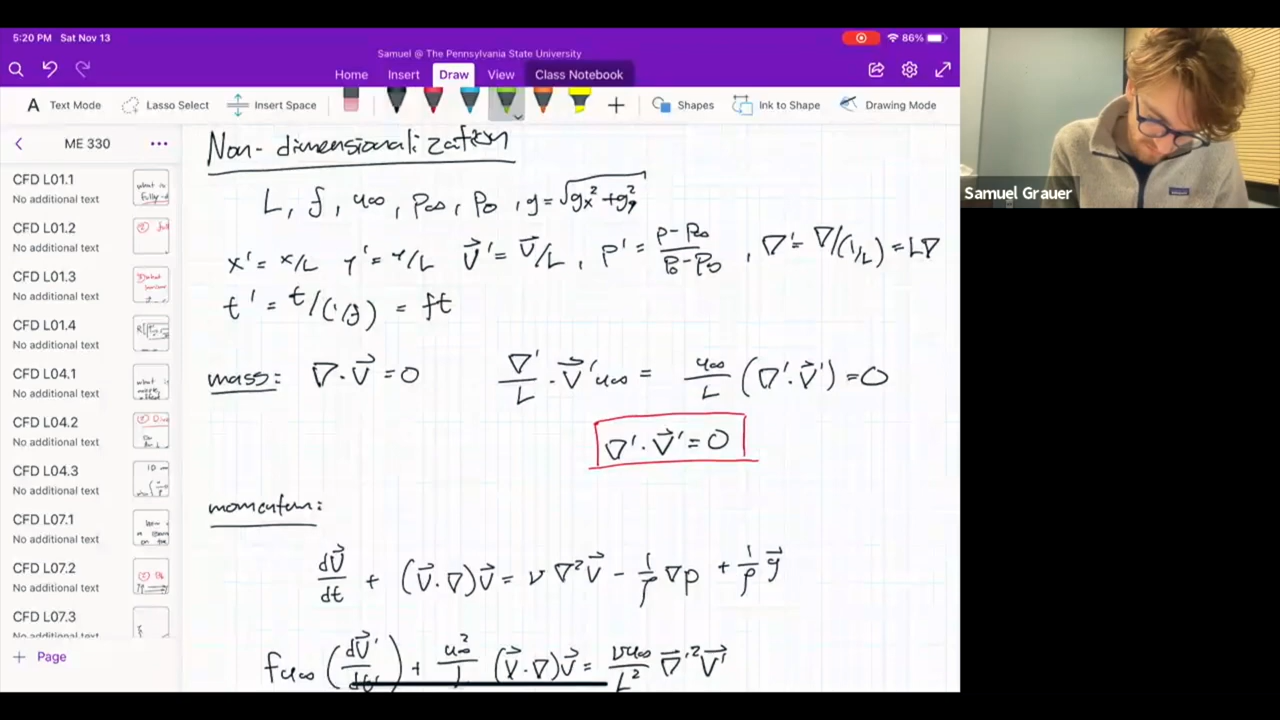 5:20 PM Sat Nov 13
86%
Samuel @ The Pennsylvania State University
Home Insert Draw View Class Notebook
Text Mode Lasso Select Insert Space Shapes Ink to Shape Drawing Mode
ME 330
CFD L01.1
No additional text
CFD L01.2
No additional text
CFD L01.3
No additional text
CFD L01.4
No additional text
CFD L04.1
No additional text
CFD L04.2
No additional text
CFD L04.3
No additional text
CFD L07.1
No additional text
CFD L07.2
No additional text
CFD L07.3
No additional text
+ Page
Non-dimensionalization
L, f, u∞, p∞, p₀, g = √(gx² + gy²)
x' = x/L y' = y/L V⃗' = V⃗/L, p' = (p - p∞)/(p₀ - p∞), ∇' = ∇/(1/L) = L∇
t' = t/(1/f) = ft
mass: ∇ · V⃗ = 0 ∇'/L · V⃗' u∞ = u∞/L (∇' · V⃗') = 0
∇' · V⃗' = 0
momentum:
dV⃗/dt + (V⃗ · ∇)V⃗ = ν∇²V⃗ - 1/ρ ∇p + 1/ρ g⃗
fu∞ (dV⃗'/dt') + u∞²/L (V⃗ · ∇)V⃗ = νu∞/L² ∇⃗'² V⃗'
Samuel Grauer